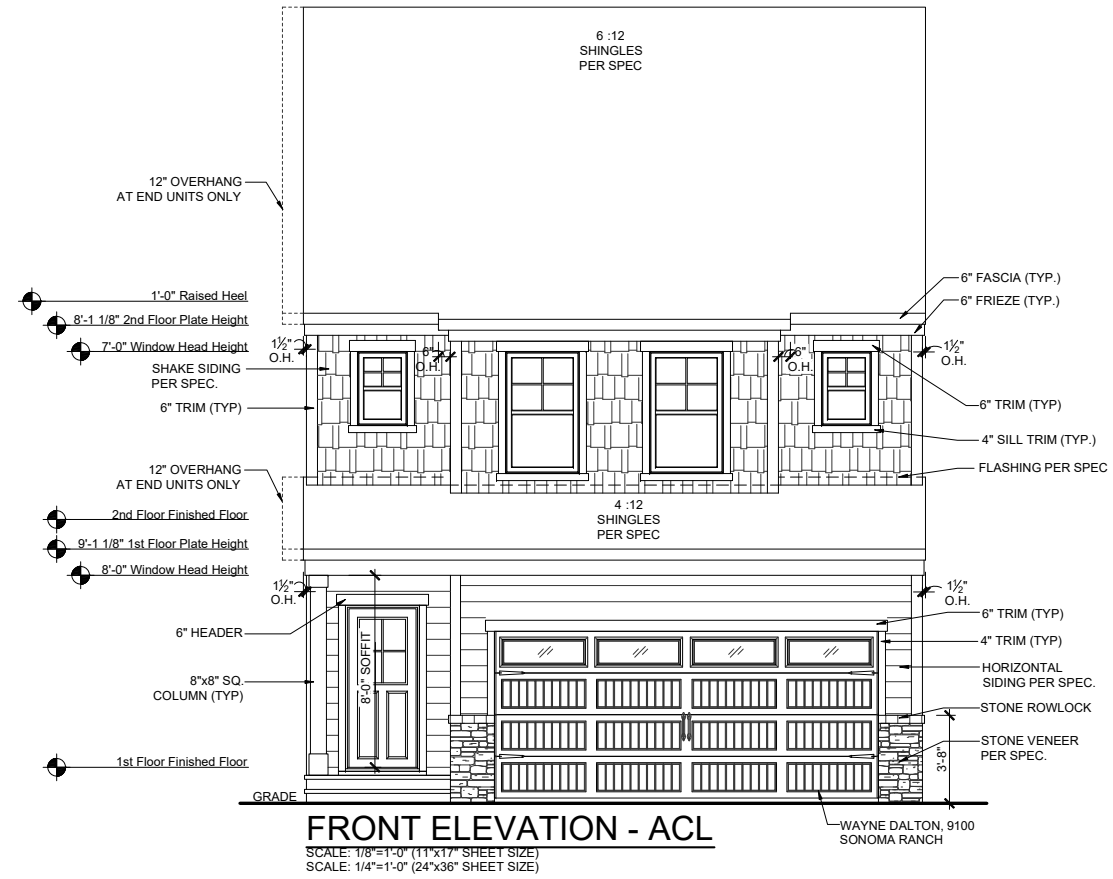 6 :12
SHINGLES
PER SPEC
12" OVERHANG
AT END UNITS ONLY
1'-0" Raised Heel
8'-1 1/8" 2nd Floor Plate Height
7'-0" Window Head Height
1½"
O.H.
6"
O.H.
6"
O.H.
1½"
O.H.
6" FASCIA (TYP.)
6" FRIEZE (TYP.)
SHAKE SIDING
PER SPEC.
6" TRIM (TYP)
6" TRIM (TYP)
4" SILL TRIM (TYP.)
FLASHING PER SPEC
12" OVERHANG
AT END UNITS ONLY
4 :12
SHINGLES
PER SPEC
2nd Floor Finished Floor
9'-1 1/8" 1st Floor Plate Height
8'-0" Window Head Height
1½"
O.H.
1½"
O.H.
6" HEADER
8"x8" SQ.
COLUMN (TYP)
8'-0" SOFFIT
6" TRIM (TYP)
4" TRIM (TYP)
HORIZONTAL
SIDING PER SPEC.
STONE ROWLOCK
STONE VENEER
PER SPEC.
3'-8"
1st Floor Finished Floor
GRADE
WAYNE DALTON, 9100
SONOMA RANCH
FRONT ELEVATION - ACL
SCALE: 1/8"=1'-0" (11"x17" SHEET SIZE)
SCALE: 1/4"=1'-0" (24"x36" SHEET SIZE)